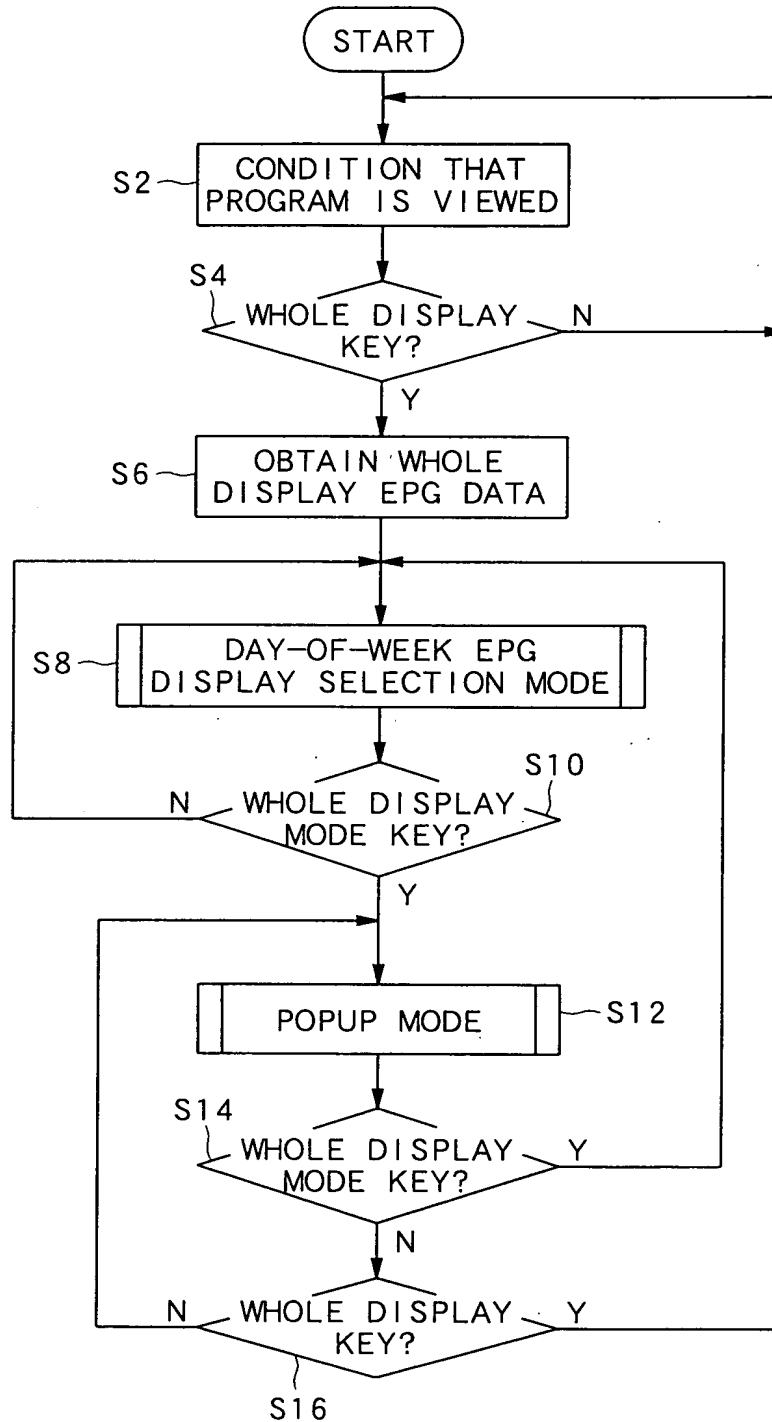 START
S2
CONDITION THAT
PROGRAM IS VIEWED
S4
WHOLE DISPLAY
KEY?
N
Y
S6
OBTAIN WHOLE
DISPLAY EPG DATA
S8
DAY-OF-WEEK EPG
DISPLAY SELECTION MODE
S10
N
WHOLE DISPLAY
MODE KEY?
Y
POPUP MODE
S12
S14
WHOLE DISPLAY
MODE KEY?
Y
N
N
WHOLE DISPLAY
KEY?
Y
S16